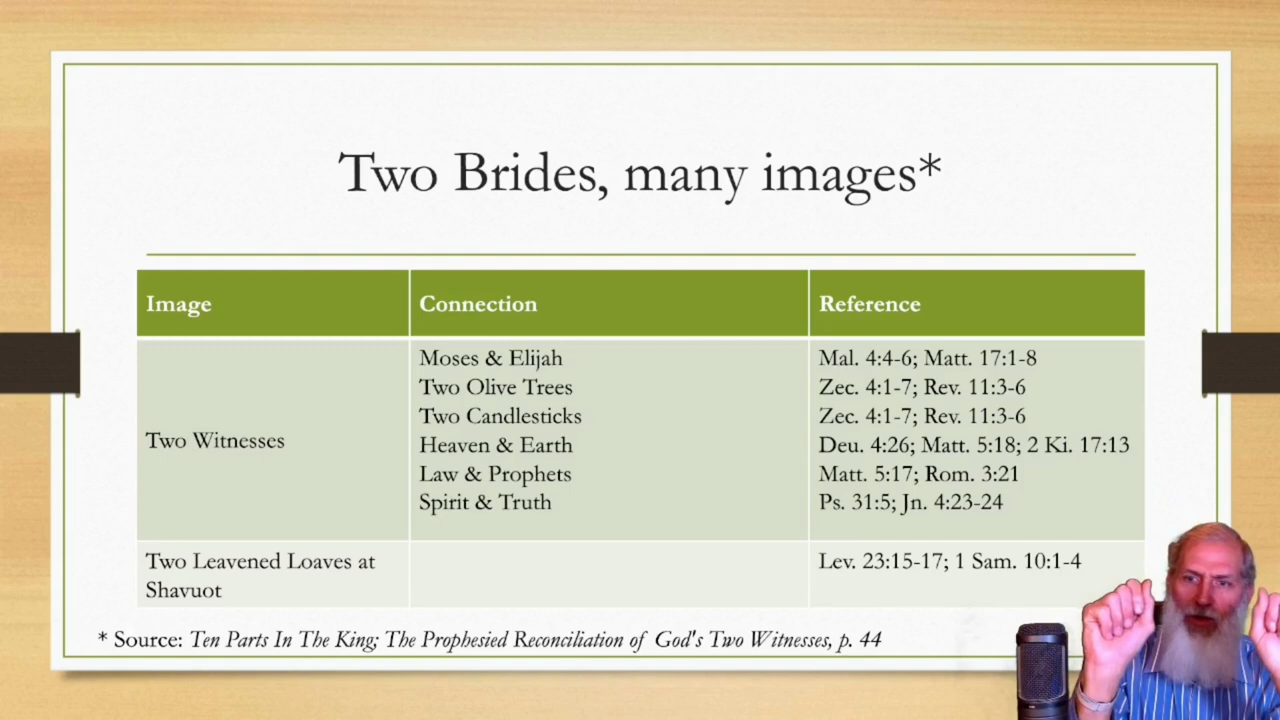 Two Brides, many images*
Image Connection Reference
Two Witnesses
Moses & Elijah Mal. 4:4-6; Matt. 17:1-8
Two Olive Trees Zec. 4:1-7; Rev. 11:3-6
Two Candlesticks Zec. 4:1-7; Rev. 11:3-6
Heaven & Earth Deu. 4:26; Matt. 5:18; 2 Ki. 17:13
Law & Prophets Matt. 5:17; Rom. 3:21
Spirit & Truth Ps. 31:5; Jn. 4:23-24
Two Leavened Loaves at Lev. 23:15-17; 1 Sam. 10:1-4
Shavuot
* Source: Ten Parts In The King; The Prophesied Reconciliation of God's Two Witnesses, p. 44